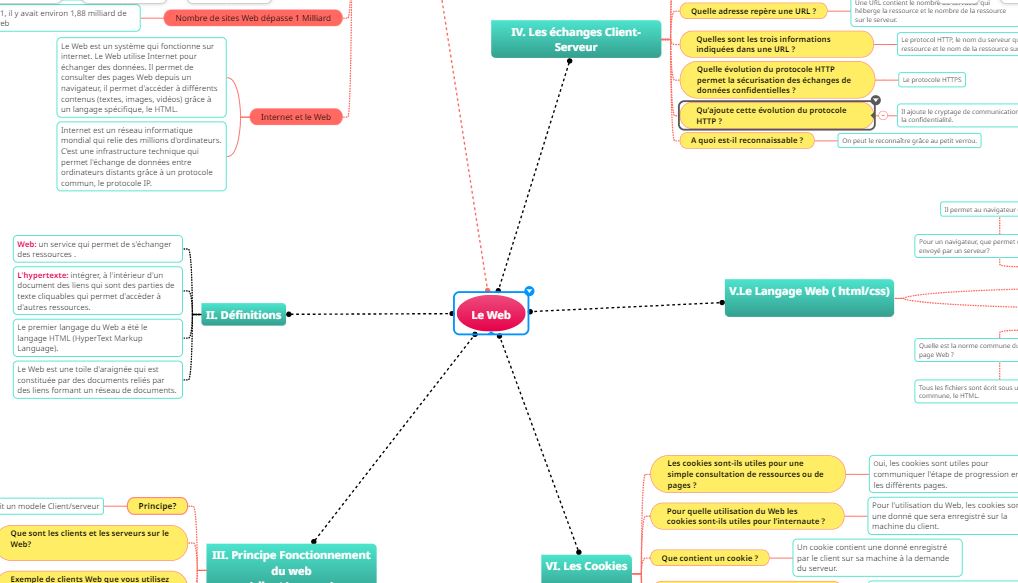 1, il y avait environ 1,88 milliard de
Nombre de sites Web dépasse 1 Milliard
Le Web est un système qui fonctionne sur
internet. Le Web utilise Internet pour
échanger des données. Il permet de
consulter des pages Web depuis un
navigateur, il permet d'accéder à différents
contenu (textes, images, vidéos) grâce à
un langage spécifique, le HTML.
Internet et le Web
Internet est un réseau informatique
mondial qui relie des millions d'ordinateurs.
C'est une infrastructure technique qui
permet l'échange de données entre
ordinateurs distants grâce à un protocole
commun, le protocole IP.
IV. Les échanges Client-
Serveur
Quelle adresse repère une URL ?
Une URL contient le nombre du serveur qui
héberge la ressource et le nombre de la ressource
sur le serveur.
Quelles sont les trois informations
indiquées dans une URL ?
Le protocol HTTP, le nom du serveur
ressource et le nom de la ressource
Quelle évolution du protocole HTTP
permet la sécurisation des échanges de
données confidentielles ?
Le protocole HTTPS
Qu'ajoute cette évolution du protocole
HTTP ?
Il ajoute le cryptage de communication
la confidentialité.
A quoi est-il reconnaissable ?
On peut le reconnaître grâce au petit verrou.
Web: un service qui permet de s'échanger
des ressources .
L'hypertexte: intégrer, à l'intérieur d'un
document des liens qui sont des parties de
texte cliquables qui permet d'accéder à
d'autres ressources.
Le premier langage du Web a été le
langage HTML (HyperText Markup
Language).
Le Web est une toile d'araignée qui est
constituée par des documents reliés par
des liens formant un réseau de documents.
II. Définitions
Le Web
Il permet au navigateur
Pour un navigateur, que permet
envoyé par un serveur?
V.Le Langage Web ( html/css)
Quelle est la norme commune
page Web ?
Tous les fichiers sont écrit sous
commune, le HTML.
un modele Client/serveur
Principe?
Que sont les clients et les serveurs sur le
Web?
Exemple de clients Web que vous utilisez
III. Principe Fonctionnement
du web
VI. Les Cookies
Les cookies sont-ils utiles pour une
simple consultation de ressources ou de
pages ?
Oui, les cookies sont utiles pour
communiquer l'étape de progression
les différents pages.
Pour quelle utilisation du Web les
cookies sont-ils utiles pour l'internaute ?
Pour l'utilisation du Web, les cookies
une donné que sera enregistré sur la
machine du client.
Que contient un cookie ?
Un cookie contient une donné enregistré
par le client sur sa machine à la demande
du serveur.